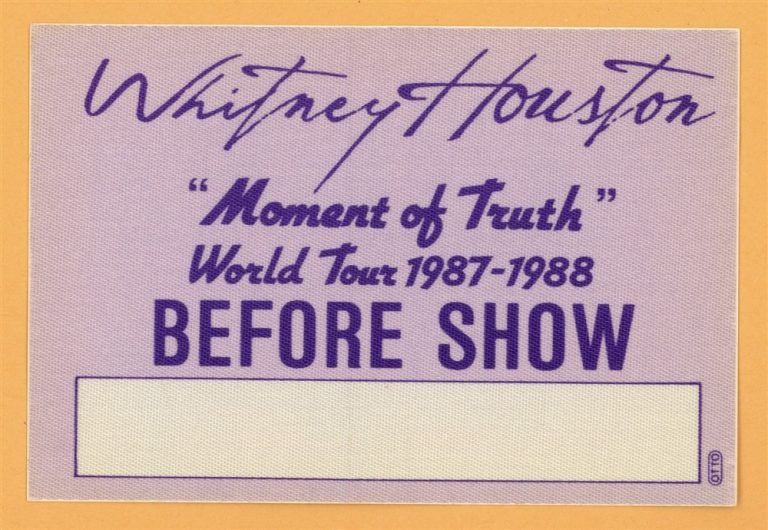 Whitney Houston
"Moment of Truth"
World Tour 1987-1988
BEFORE SHOW
OTTO